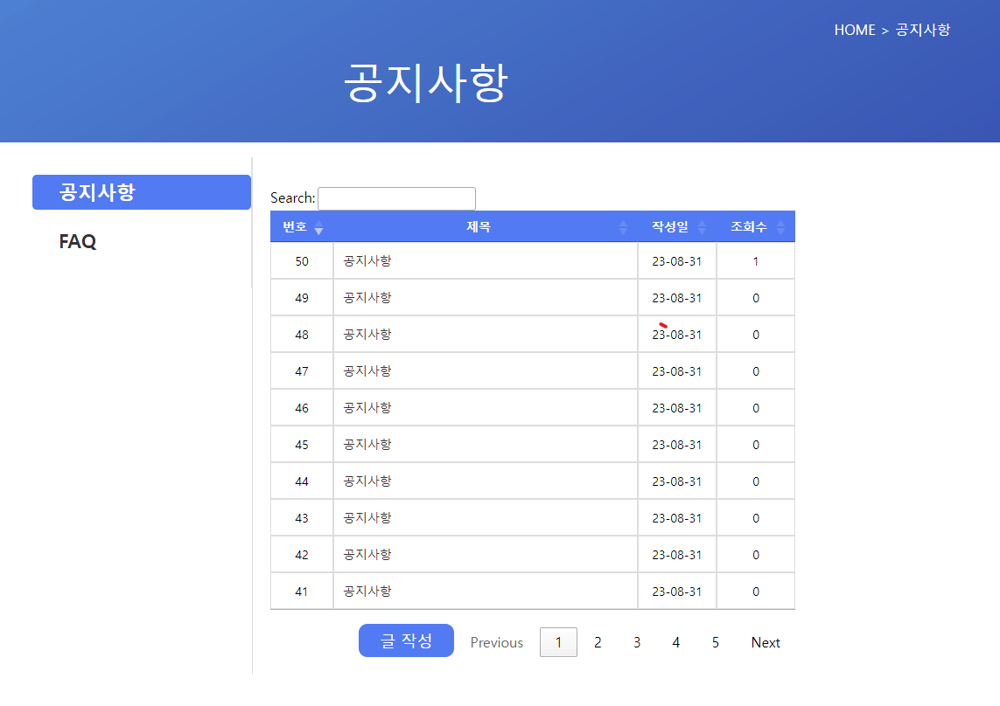 HOME > 공지사항
공지사항
공지사항
FAQ
Search:
번호 제목 작성일 조회수
50 공지사항 23-08-31 1
49 공지사항 23-08-31 0
48 공지사항 23-08-31 0
47 공지사항 23-08-31 0
46 공지사항 23-08-31 0
45 공지사항 23-08-31 0
44 공지사항 23-08-31 0
43 공지사항 23-08-31 0
42 공지사항 23-08-31 0
41 공지사항 23-08-31 0
글 작성 Previous 1 2 3 4 5 Next